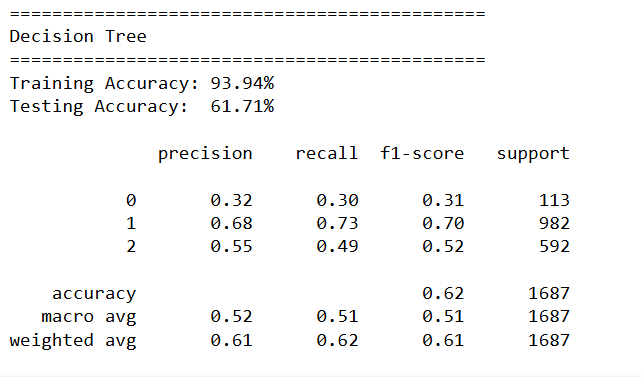 =============================================
Decision Tree
=============================================
Training Accuracy: 93.94%
Testing Accuracy:  61.71%
              precision    recall  f1-score   support
           0       0.32      0.30      0.31       113
           1       0.68      0.73      0.70       982
           2       0.55      0.49      0.52       592
    accuracy                           0.62      1687
   macro avg       0.52      0.51      0.51      1687
weighted avg       0.61      0.62      0.61      1687